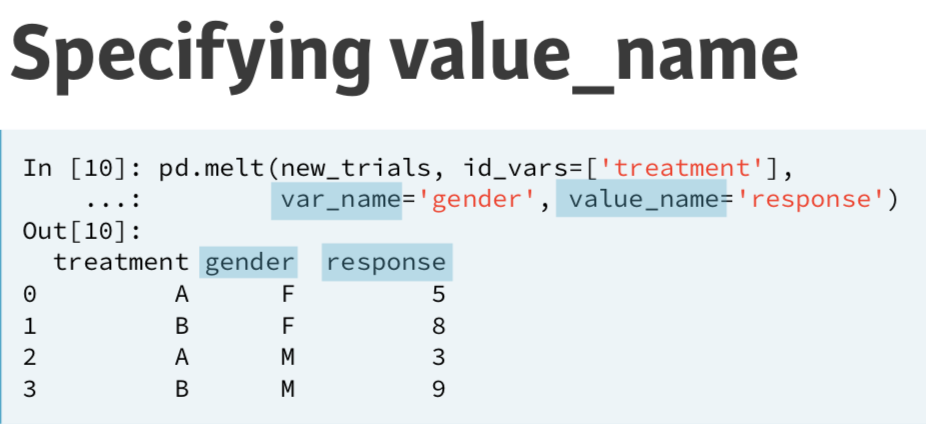 Specifying value_name
In [10]: pd.melt(new_trials, id_vars=['treatment'],
...: var_name='gender', value_name='response')
Out[10]:
treatment gender response
0 A F 5
1 B F 8
2 A M 3
3 B M 9